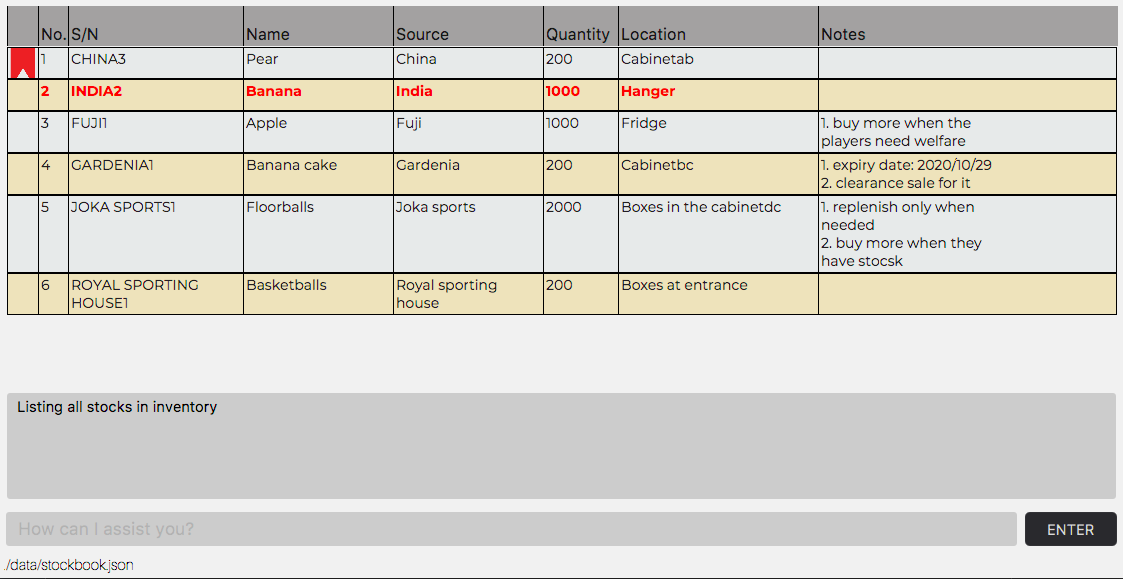 No. S/N Name Source Quantity Location Notes
1 CHINA3 Pear China 200 Cabinetab
2 INDIA2 Banana India 1000 Hanger
3 FUJI1 Apple Fuji 1000 Fridge 1. buy more when the
players need welfare
4 GARDENIA1 Banana cake Gardenia 200 Cabinetbc 1. expiry date: 2020/10/29
2. clearance sale for it
5 JOKA SPORTS1 Floorballs Joka sports 2000 Boxes in the cabinetdc 1. replenish only when
needed
2. buy more when they
have stocsk
6 ROYAL SPORTING Basketballs Royal sporting 200 Boxes at entrance
HOUSE1 house
Listing all stocks in inventory
How can I assist you?
ENTER
./data/stockbook.json